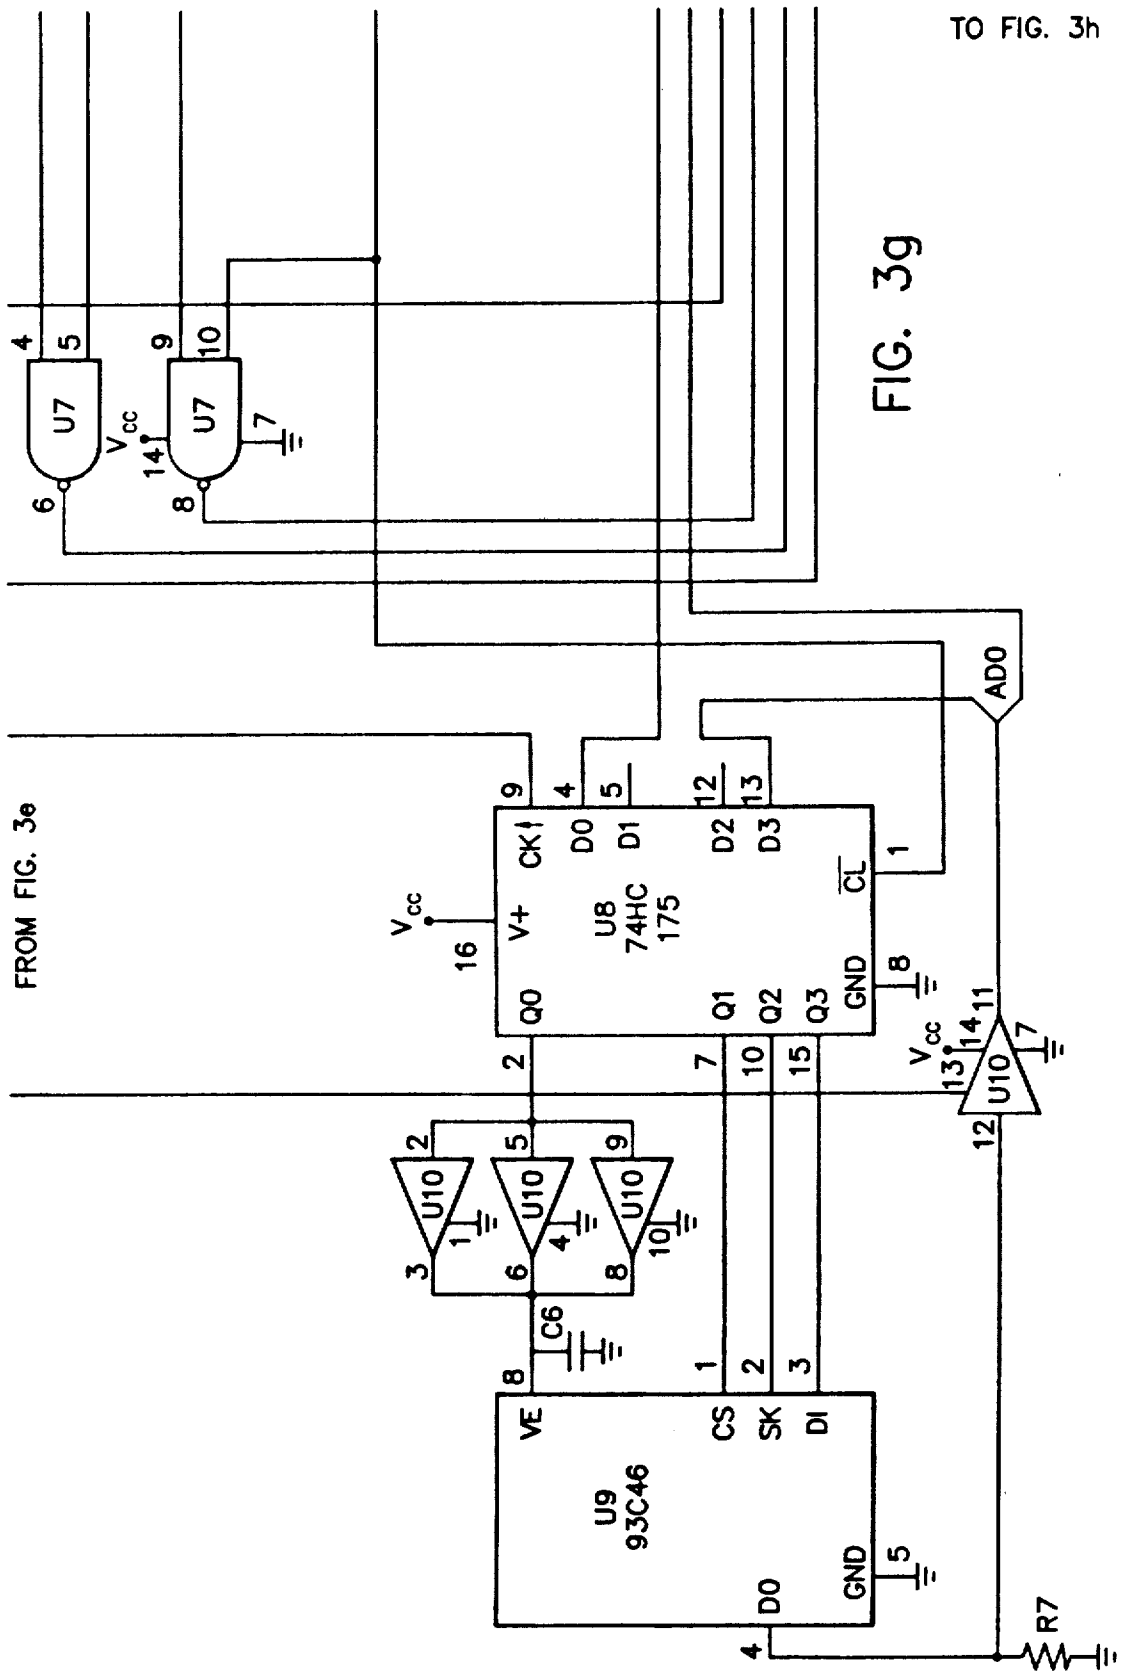 TO FIG. 3h
FROM FIG. 3e
FIG. 3g
4
5
U7
6
9
10
VCC
14
U7
7
8
9
4
5
12
13
CK↑
D0
D1
D2
D3
VCC
16
V+
U8
74HC
175
CL
1
GND
8
Q0
Q1
Q2
Q3
2
7
10
15
AD0
11
VCC
14
13
U10
7
12
2
U10
1
3
5
U10
4
6
9
U10
10
8
C6
8
1
2
3
VE
CS
SK
DI
U9
93C46
GND
5
D0
4
R7